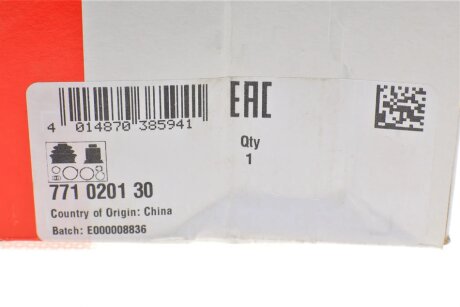 4 014870 385941
EAC
Qty
1
771 0201 30
Country of Origin: China
Batch: E000008836